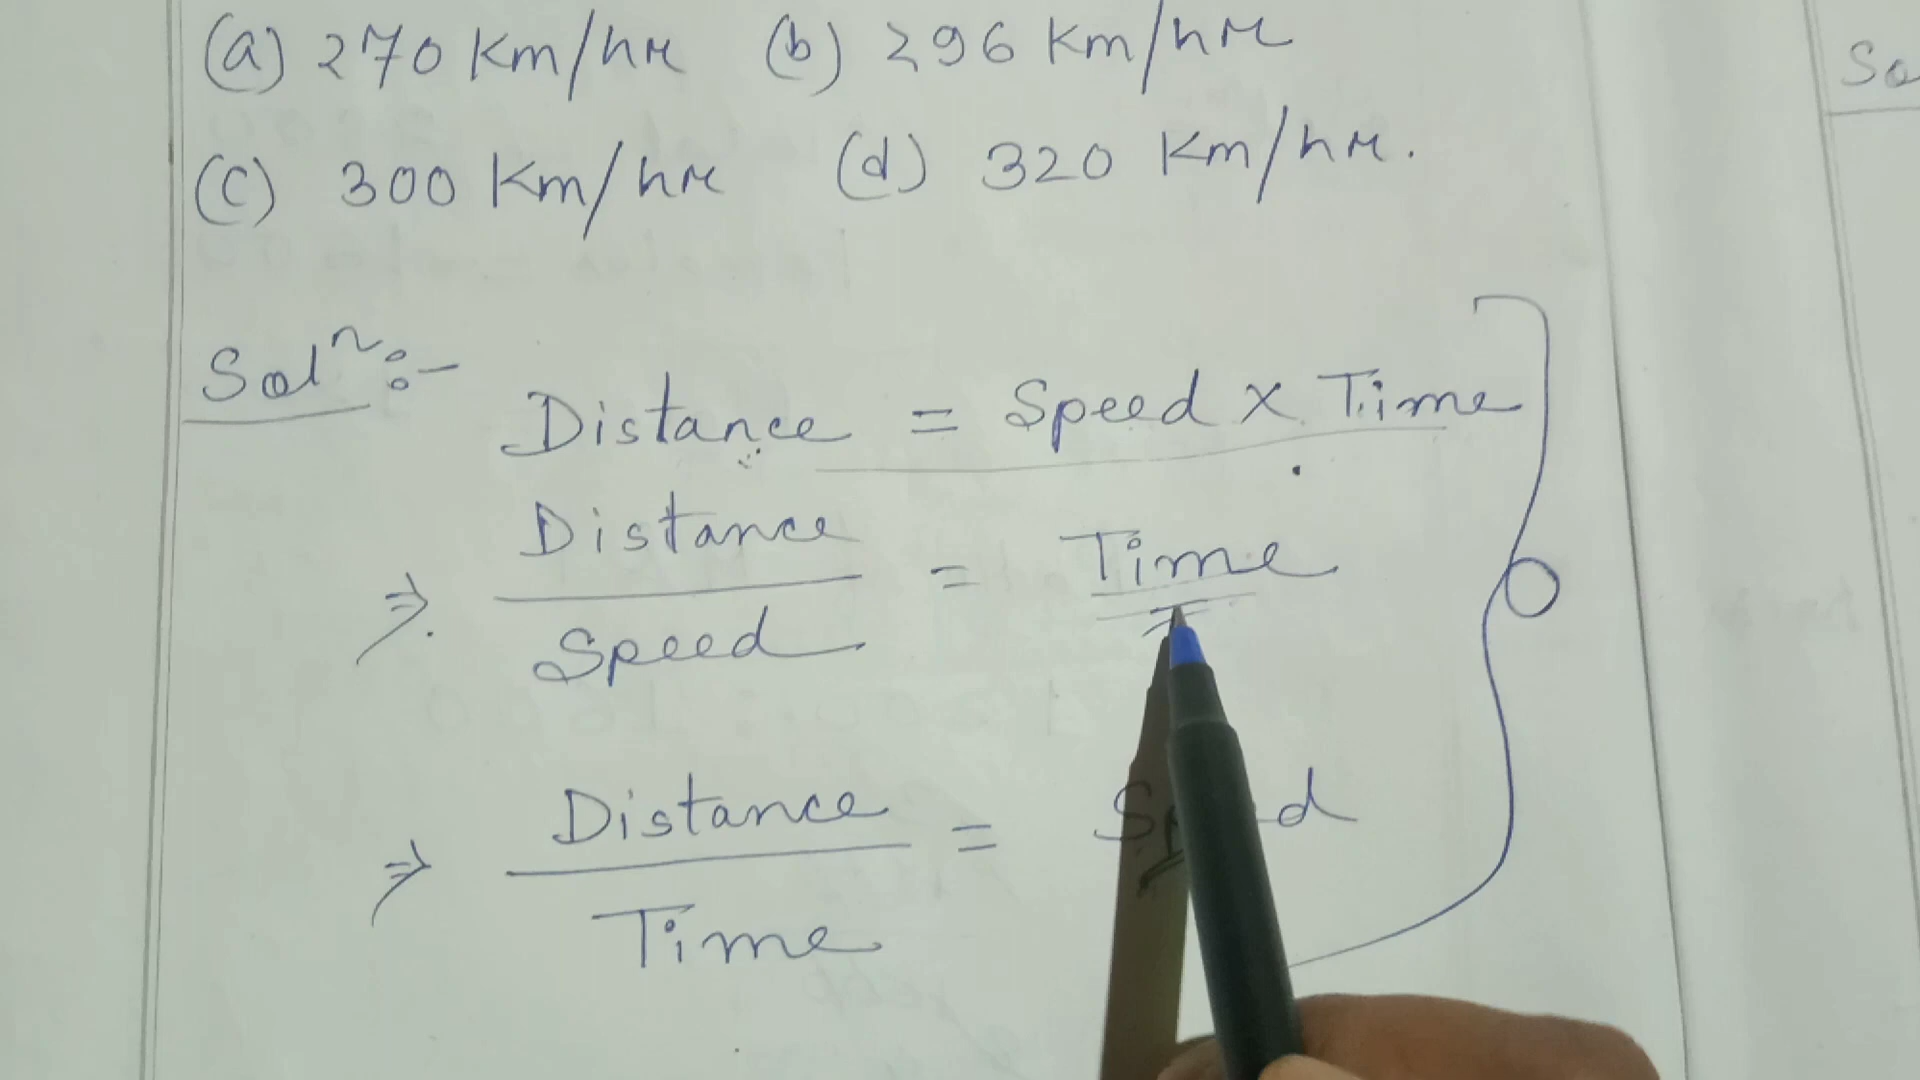 (a) 270 Km/hr (b) 296 Km/hr
(c) 300 Km/hr (d) 320 Km/hr.
Solⁿ :-
Distance = Speed × Time
⇒ Distance / Speed = Time
⇒ Distance / Time =
So